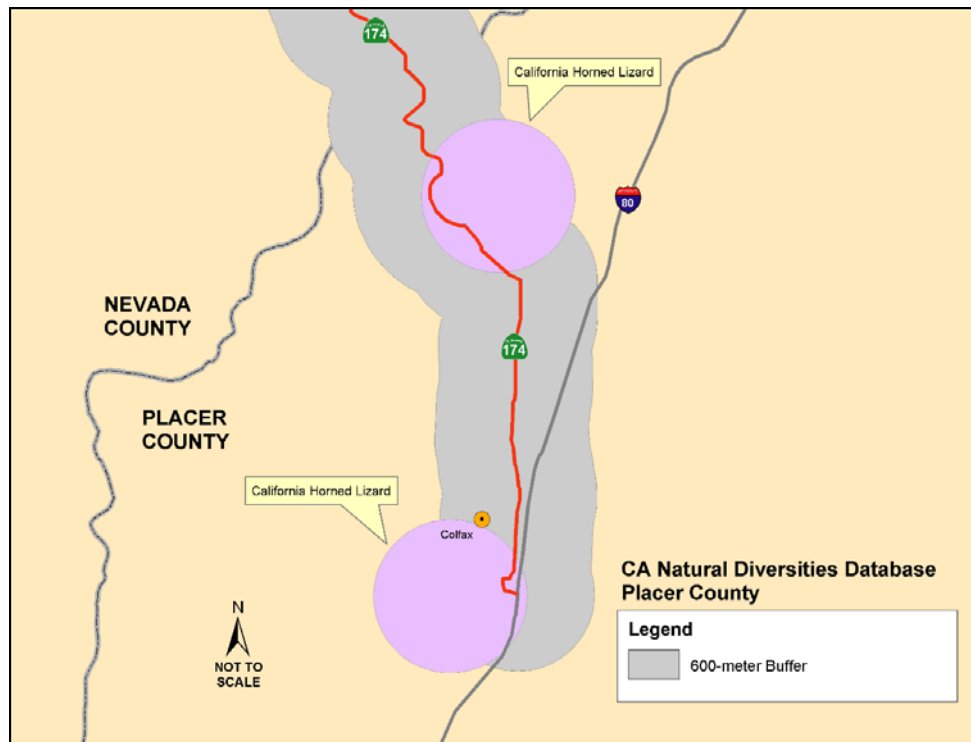 174
California Horned Lizard
80
NEVADA
COUNTY
174
PLACER
COUNTY
California Horned Lizard
Colfax
CA Natural Diversities Database
Placer County
N
NOT TO
SCALE
Legend
600-meter Buffer